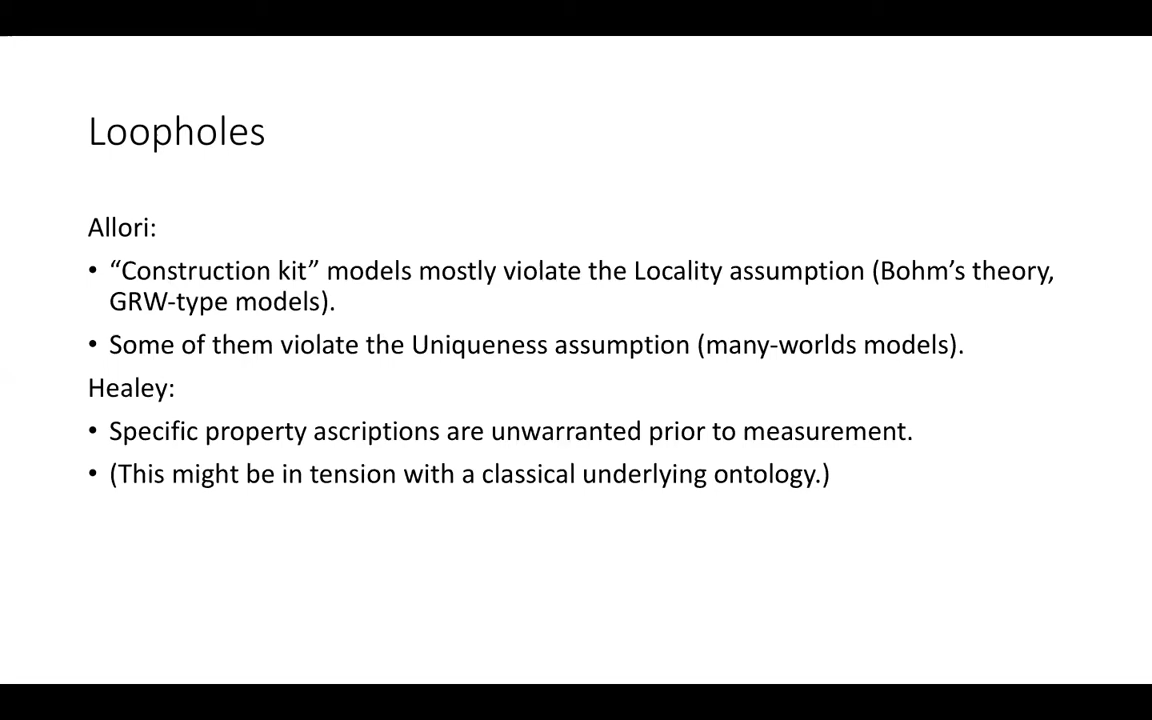 Loopholes
Allori:
• “Construction kit” models mostly violate the Locality assumption (Bohm’s theory,
GRW-type models).
• Some of them violate the Uniqueness assumption (many-worlds models).
Healey:
• Specific property ascriptions are unwarranted prior to measurement.
• (This might be in tension with a classical underlying ontology.)